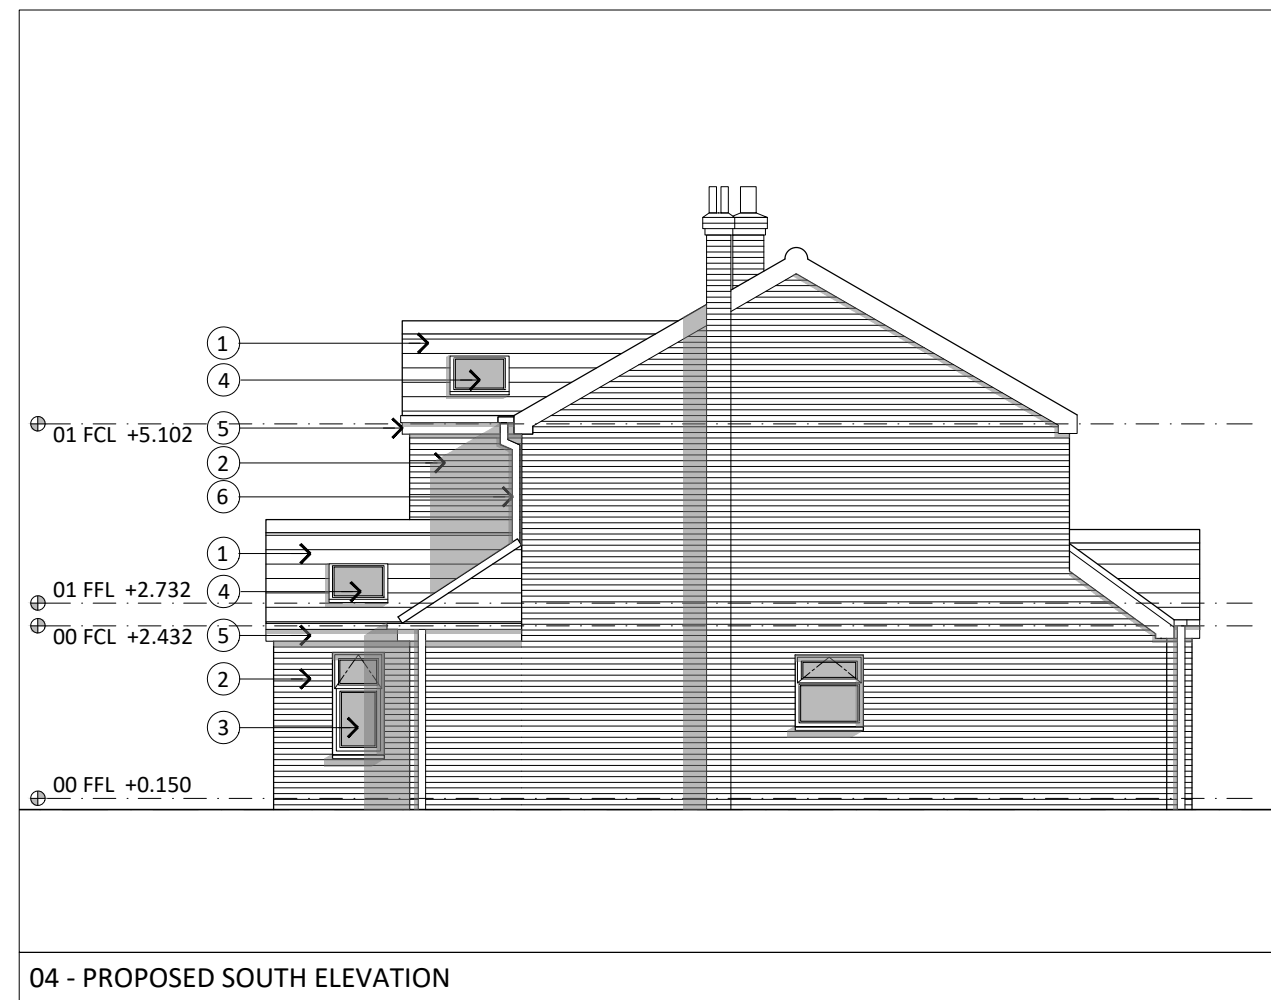 1
4
01 FCL +5.102
5
2
6
1
01 FFL +2.732
4
00 FCL +2.432
5
2
3
00 FFL +0.150
04 - PROPOSED SOUTH ELEVATION